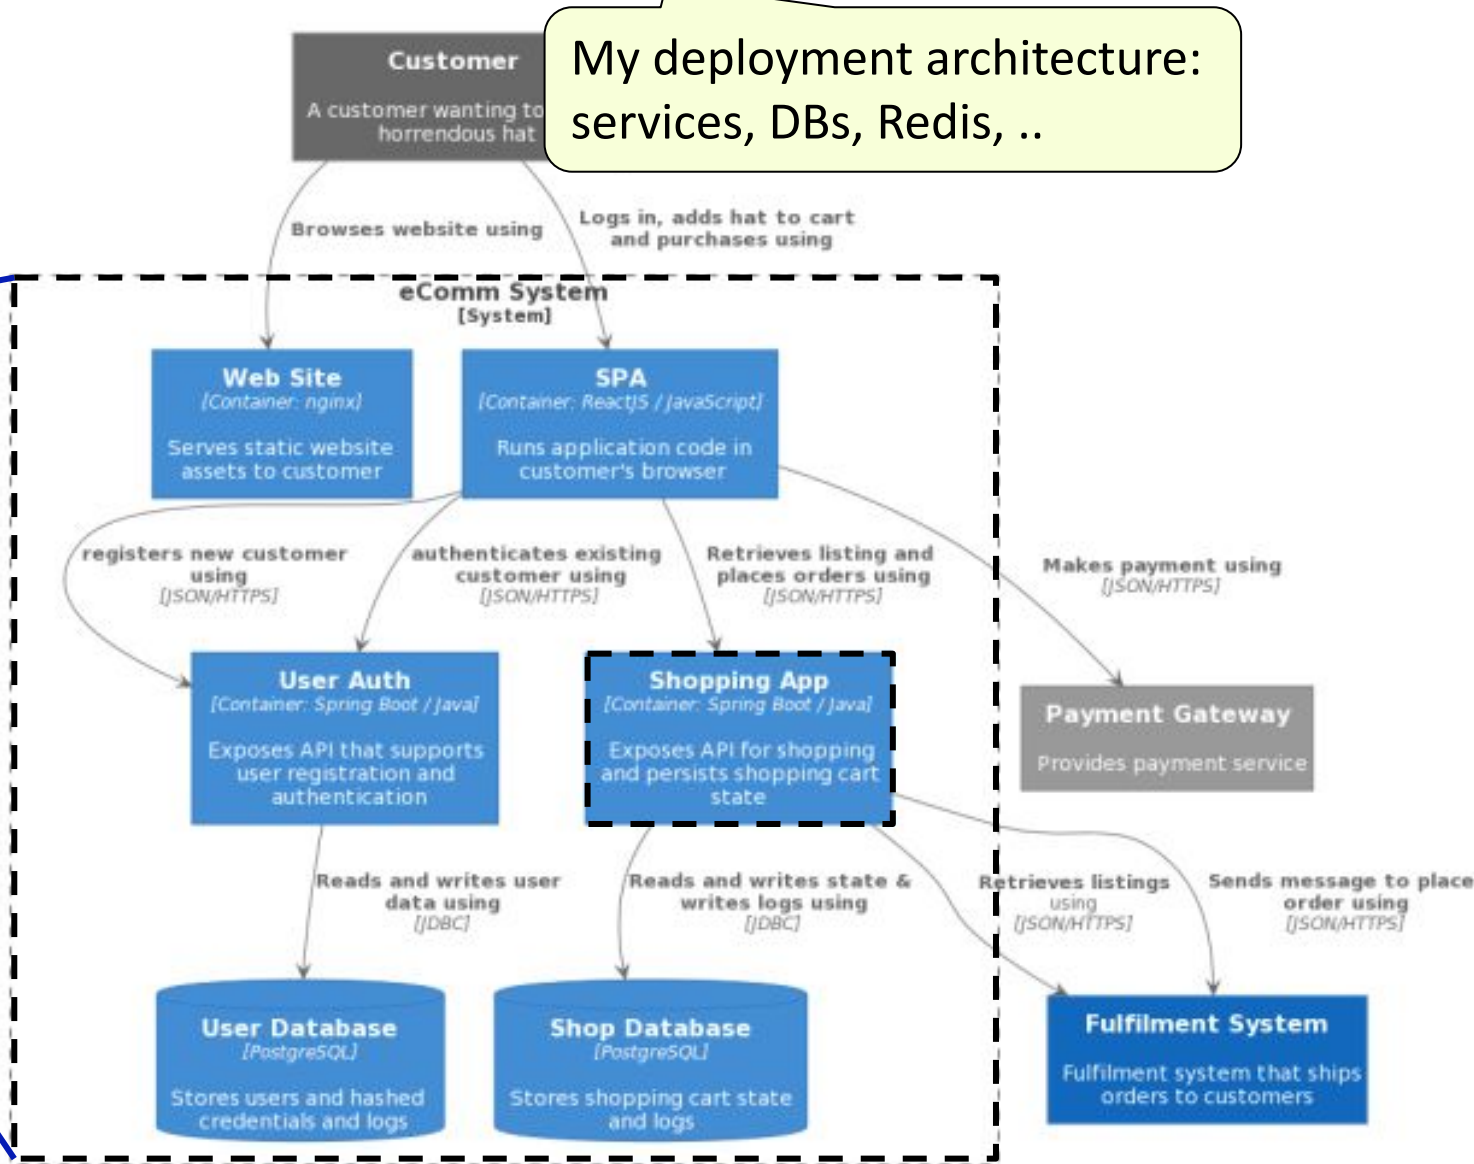 My deployment architecture:
services, DBs, Redis, ..
Customer
A customer wanting to
horrendous hat
Browses website using
Logs in, adds hat to cart
and purchases using
eComm System
[System]
Web Site
[Container: nginx]
Serves static website
assets to customer
SPA
[Container: ReactJS / JavaScript]
Runs application code in
customer's browser
registers new customer
using
[JSON/HTTPS]
authenticates existing
customer using
[JSON/HTTPS]
Retrieves listing and
places orders using
[JSON/HTTPS]
Makes payment using
[JSON/HTTPS]
User Auth
[Container: Spring Boot / Java]
Exposes API that supports
user registration and
authentication
Shopping App
[Container: Spring Boot / Java]
Exposes API for shopping
and persists shopping cart
state
Payment Gateway
Provides payment service
Reads and writes user
data using
[JDBC]
Reads and writes state &
writes logs using
[JDBC]
Retrieves listings
using
[JSON/HTTPS]
Sends message to place
order using
[JSON/HTTPS]
User Database
[PostgreSQL]
Stores users and hashed
credentials and logs
Shop Database
[PostgreSQL]
Stores shopping cart state
and logs
Fulfilment System
Fulfilment system that ships
orders to customers